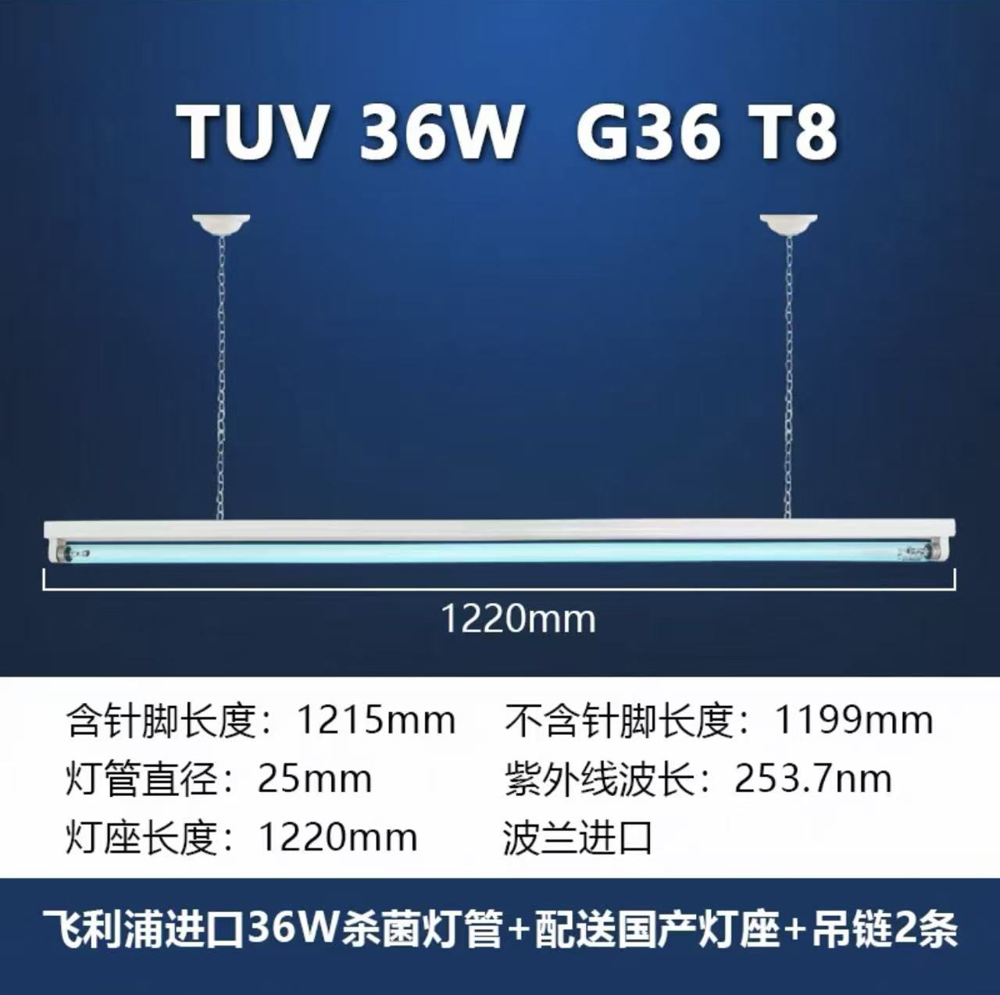 TUV 36W G36 T8
1220mm
含针脚长度：1215mm 不含针脚长度：1199mm
灯管直径：25mm 紫外线波长：253.7nm
灯座长度：1220mm 波兰进口
飞利浦进口36W杀菌灯管+配送国产灯座+吊链2条